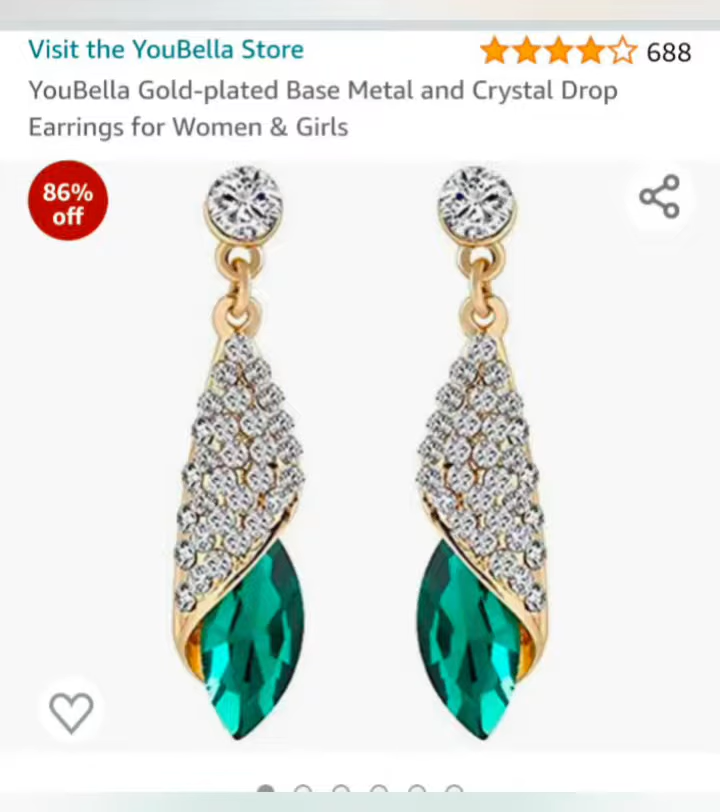 Visit the YouBella Store
688
YouBella Gold-plated Base Metal and Crystal Drop
Earrings for Women & Girls
86%
off